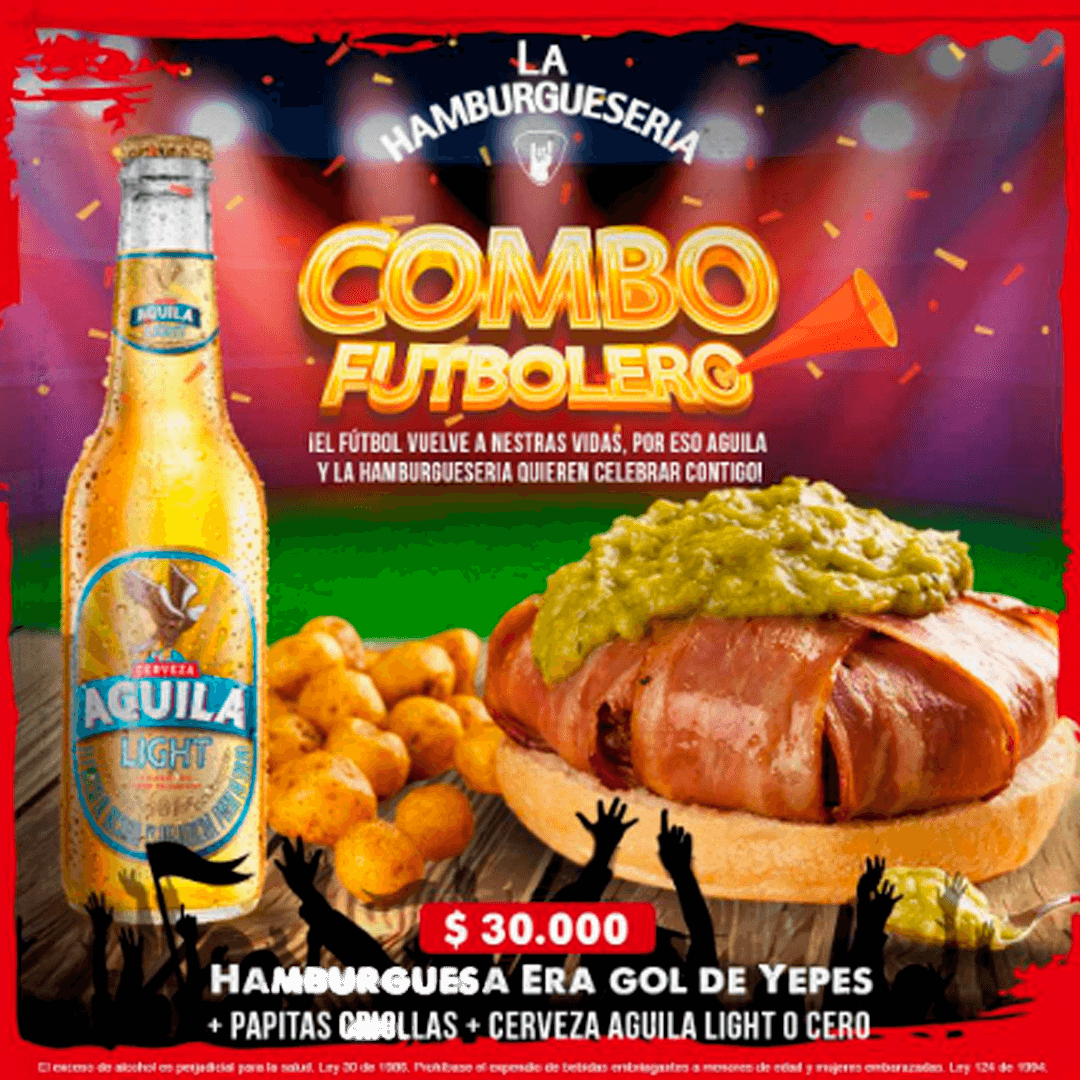 LA
HAMBURGUESERIA
COMBO
FUTBOLERO
¡EL FÚTBOL VUELVE A NESTRAS VIDAS, POR ESO AGUILA
Y LA HAMBURGUESERIA QUIEREN CELEBRAR CONTIGO!
AGUILA
LIGHT
CERVEZA
AGUILA
LIGHT
$ 30.000
HAMBURGUESA ERA GOL DE YEPES
+ PAPITAS CRIOLLAS + CERVEZA AGUILA LIGHT O CERO
El exceso de alcohol es perjudicial para la salud. Ley 30 de 1986. Prohíbase el expendio de bebidas embriagantes a menores de edad y mujeres embarazadas. Ley 124 de 1994.